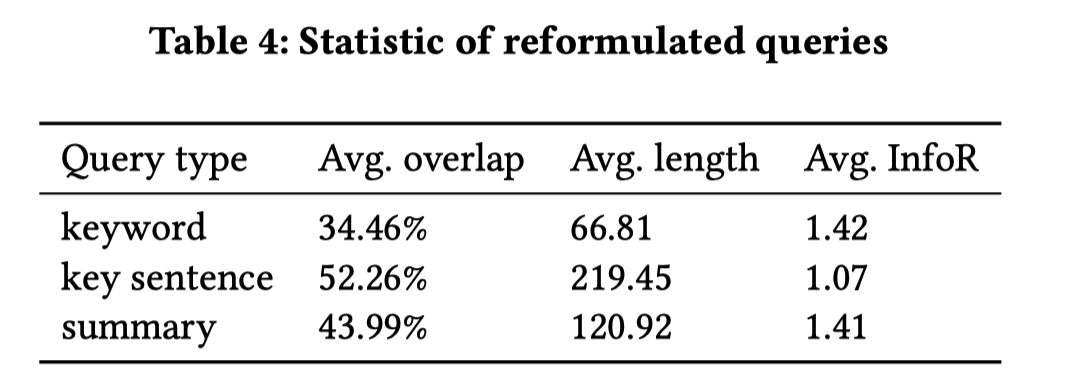 Table 4: Statistic of reformulated queries
Query type Avg. overlap Avg. length Avg. InfoR
keyword 34.46% 66.81 1.42
key sentence 52.26% 219.45 1.07
summary 43.99% 120.92 1.41